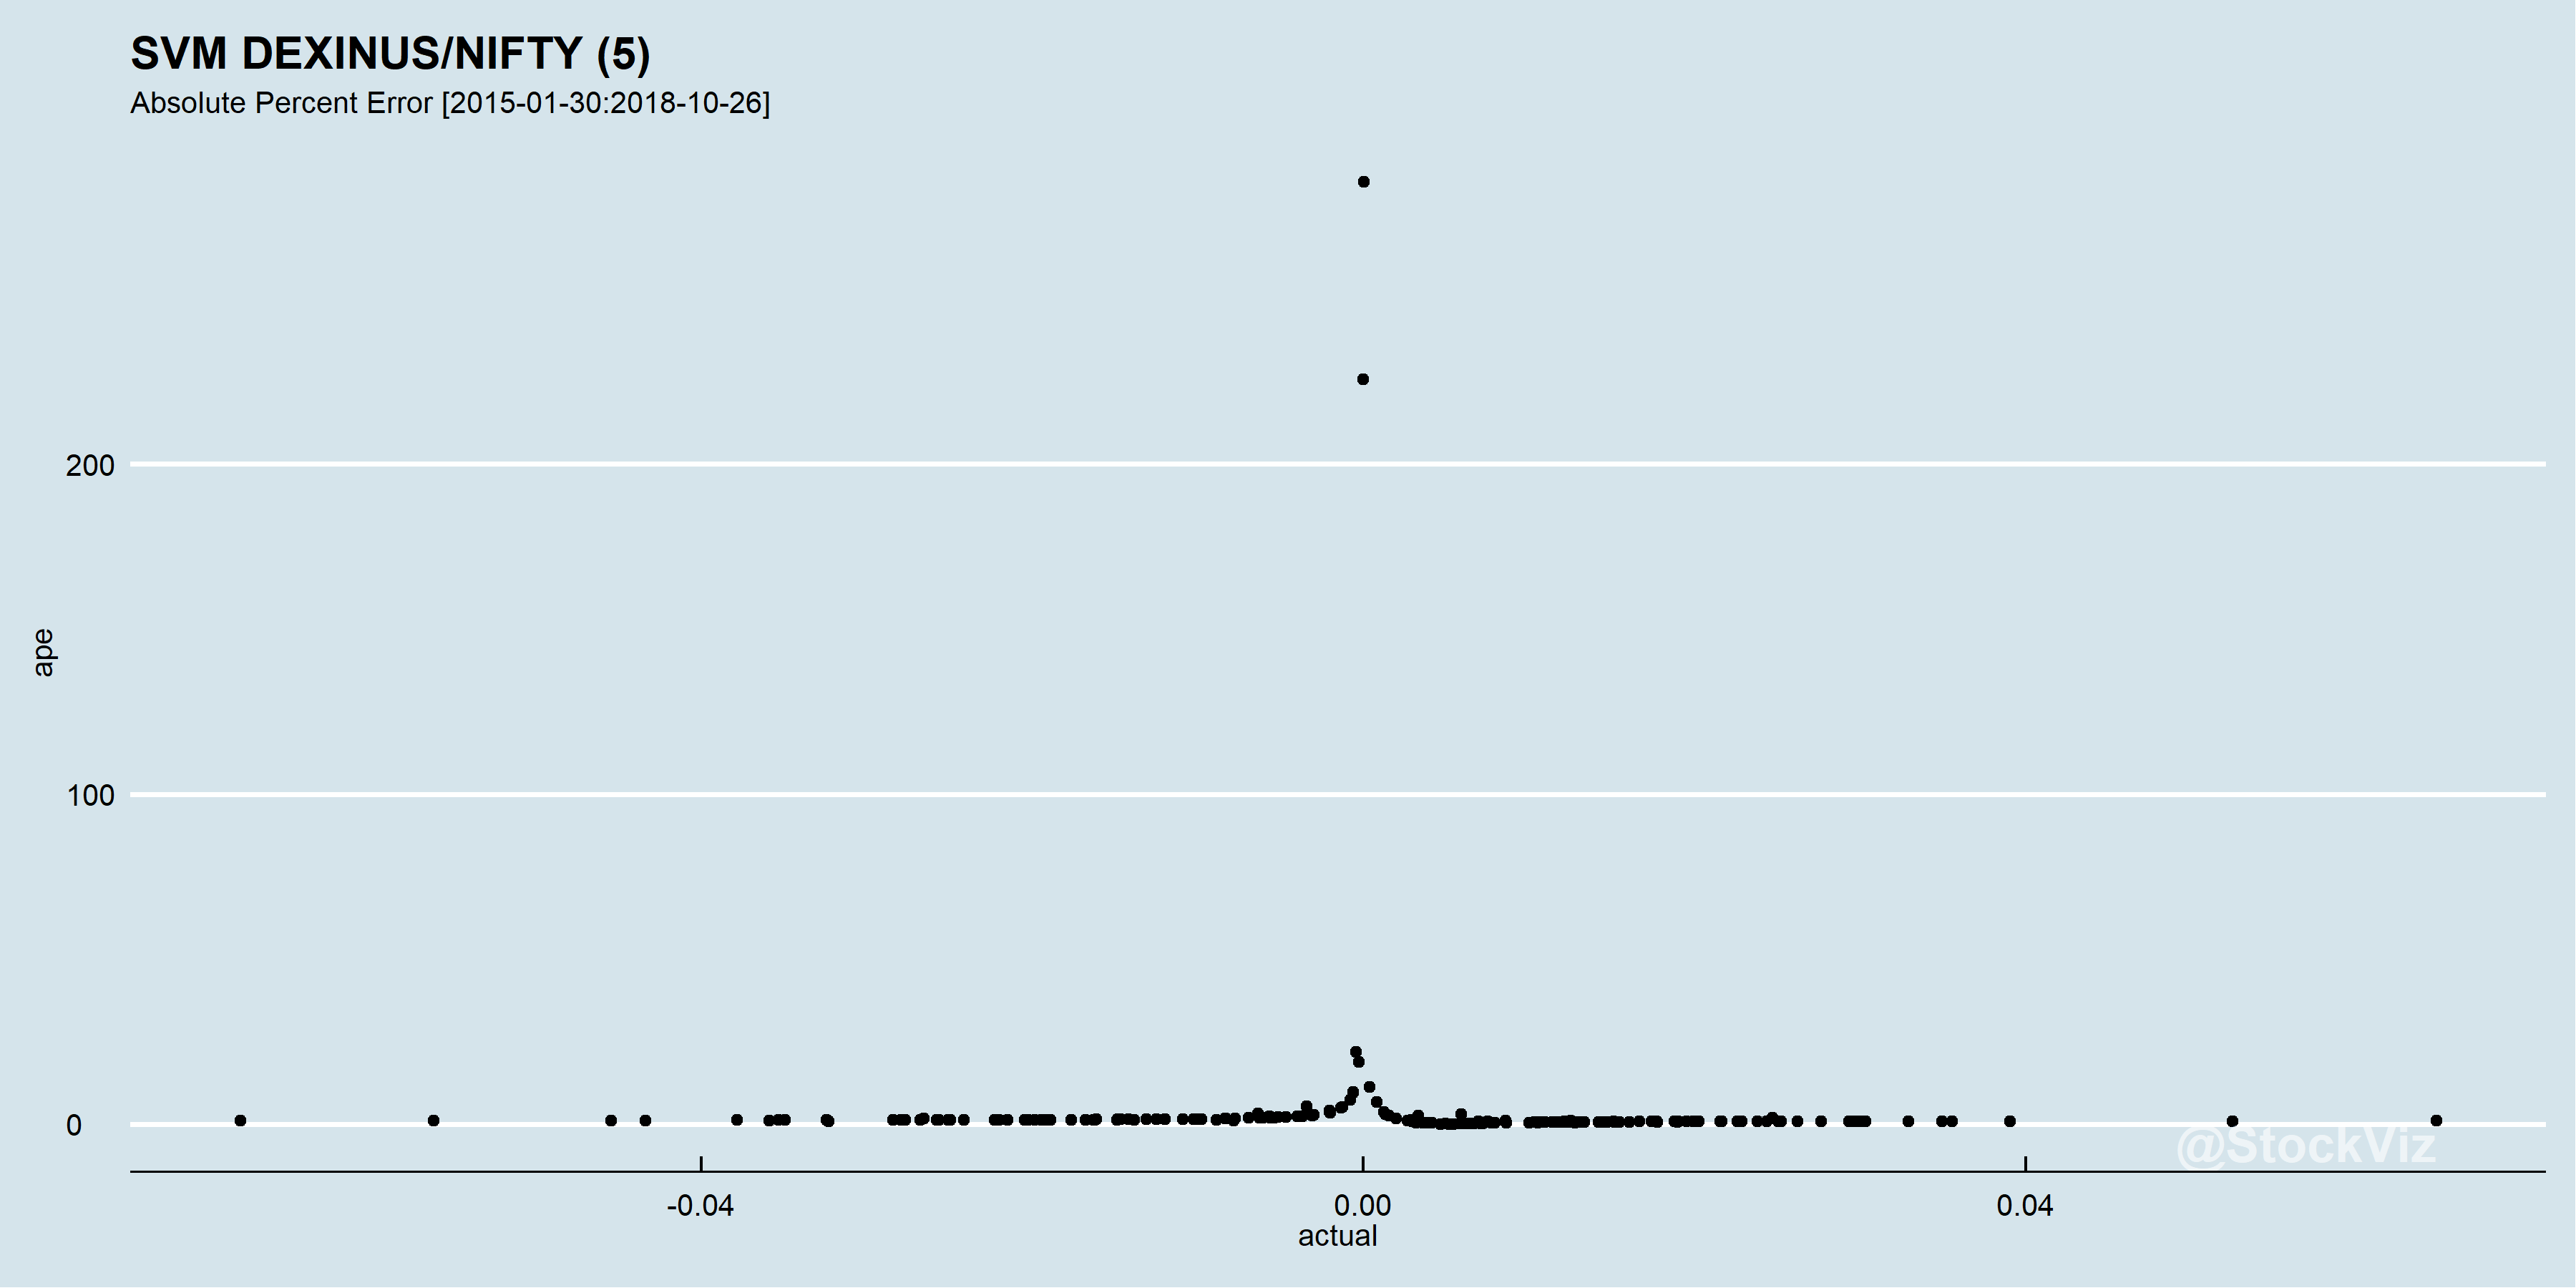 SVM DEXINUS/NIFTY (5)
Absolute Percent Error [2015-01-30:2018-10-26]
200
100
0
ape
-0.04 0.00 0.04
actual
@StockViz